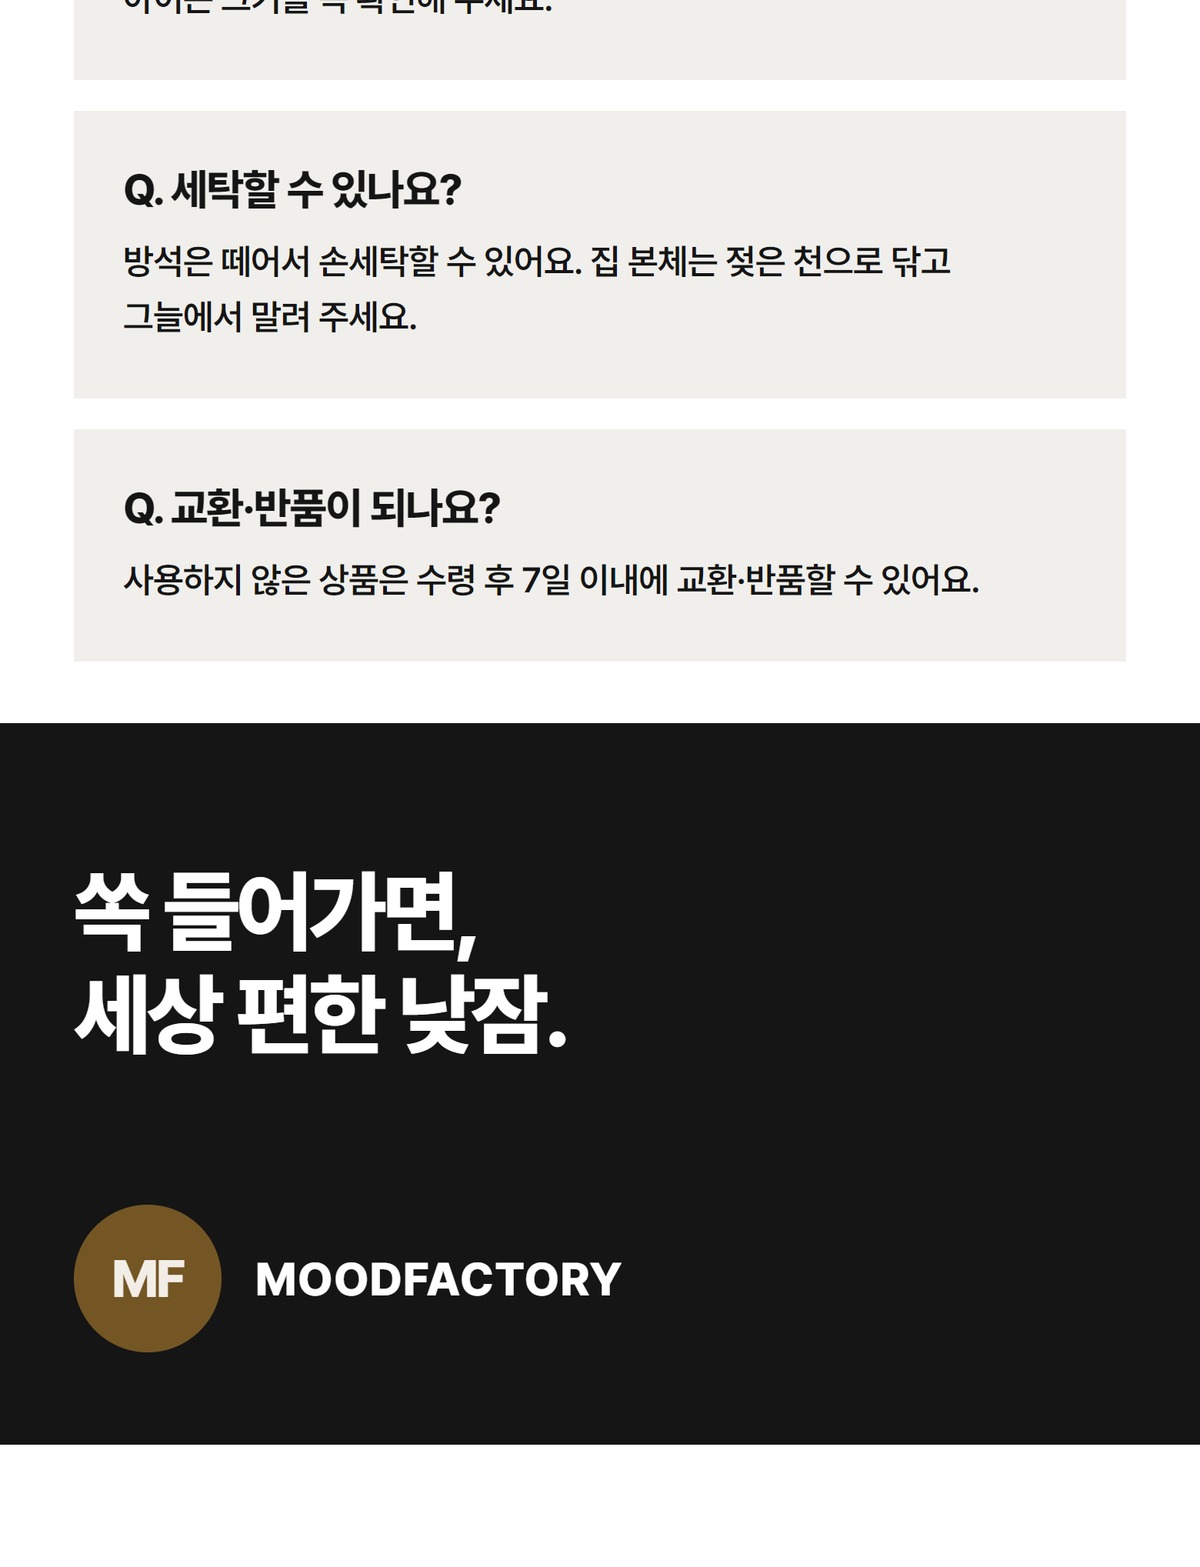 Q. 세탁할 수 있나요?
방석은 떼어서 손세탁할 수 있어요. 집 본체는 젖은 천으로 닦고
그늘에서 말려 주세요.
Q. 교환·반품이 되나요?
사용하지 않은 상품은 수령 후 7일 이내에 교환·반품할 수 있어요.
쏙 들어가면,
세상 편한 낮잠.
MF
MOODFACTORY